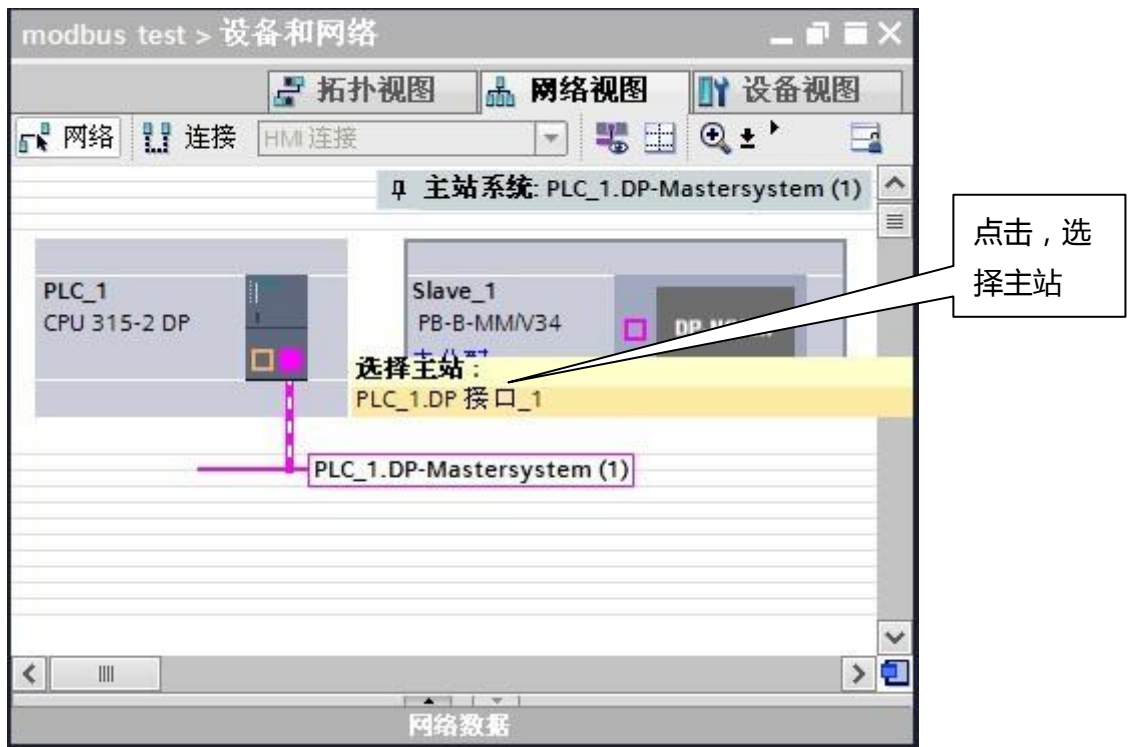 modbus test > 设备和网络
拓扑视图 网络视图 设备视图
网络 连接 HMI 连接
主站系统: PLC_1.DP-Mastersystem (1)
点击，选
择主站
PLC_1
CPU 315-2 DP
Slave_1
PB-B-MM/V34
选择主站：
PLC_1.DP 接口_1
PLC_1.DP-Mastersystem (1)
网络数据